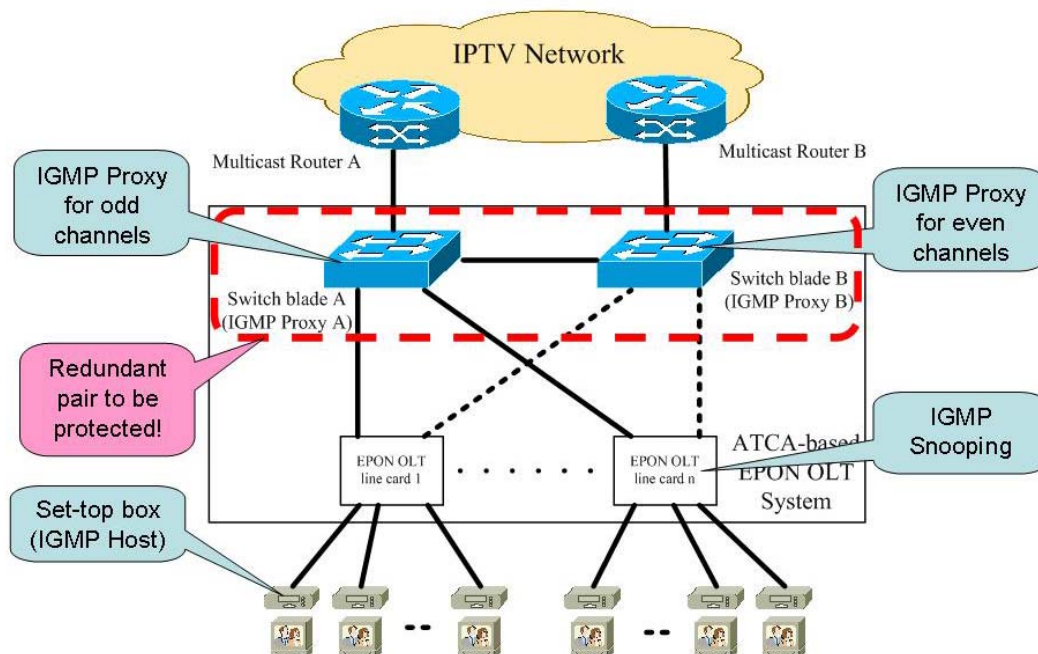 IPTV Network
Multicast Router A
Multicast Router B
IGMP Proxy
for odd
channels
IGMP Proxy
for even
channels
Switch blade A
(IGMP Proxy A)
Switch blade B
(IGMP Proxy B)
Redundant
pair to be
protected!
IGMP
Snooping
EPON OLT
line card 1
EPON OLT
line card n
ATCA-based
EPON OLT
System
Set-top box
(IGMP Host)